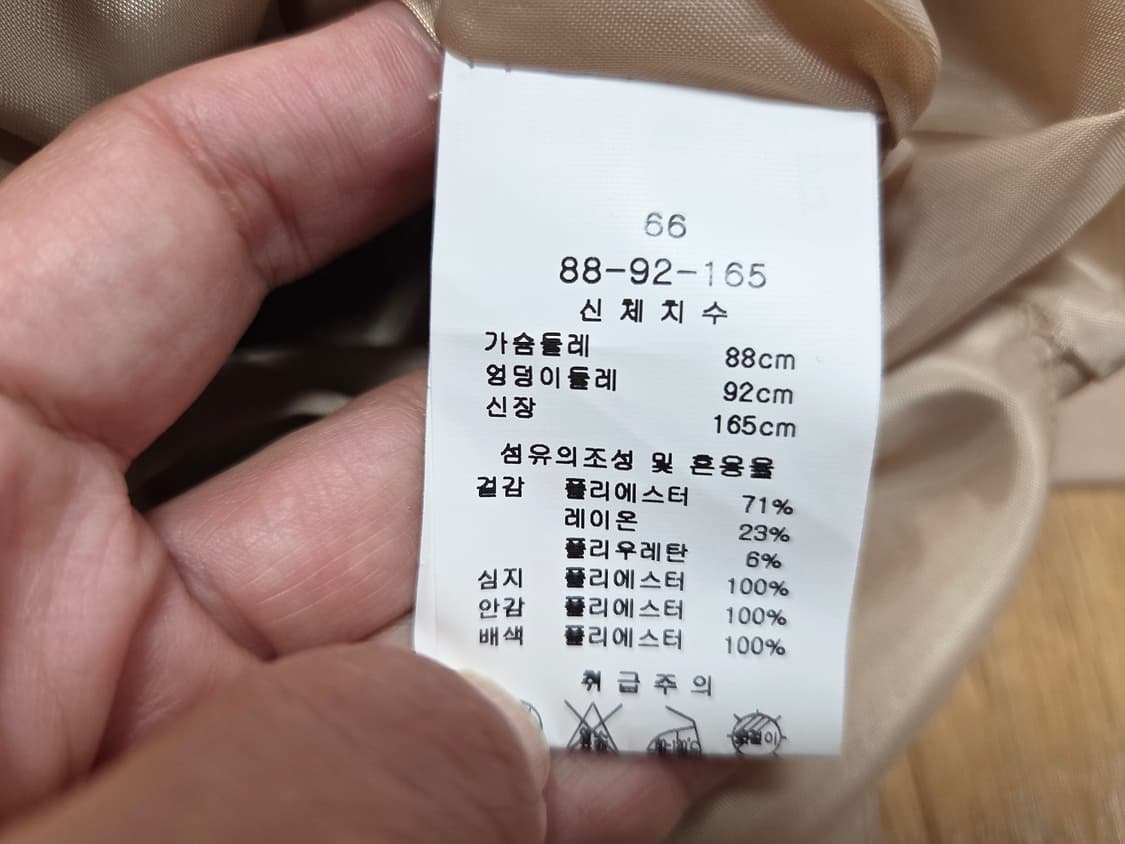 66
88-92-165
신 체 치 수
가슴둘레 88cm
엉덩이둘레 92cm
신장 165cm
섬유의조성 및 혼용율
겉감 폴리에스터 71%
레이온 23%
폴리우레탄 6%
심지 폴리에스터 100%
안감 폴리에스터 100%
배색 폴리에스터 100%
취 급 주 의